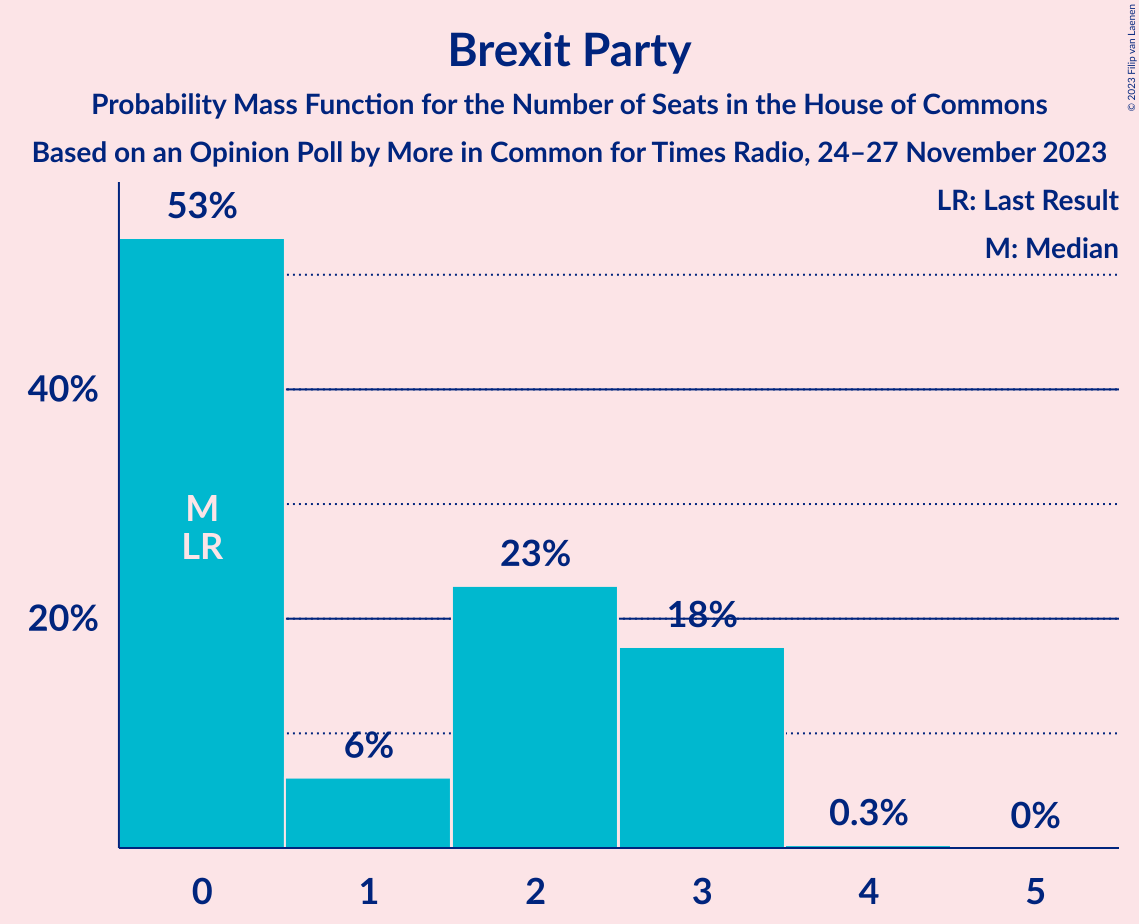 Brexit Party
Probability Mass Function for the Number of Seats in the House of Commons
Based on an Opinion Poll by More in Common for Times Radio, 24–27 November 2023
© 2023 Filip van Laenen
LR: Last Result
M: Median
53%
40%
M
LR
23%
20%
18%
6%
0.3%
0%
0 1 2 3 4 5